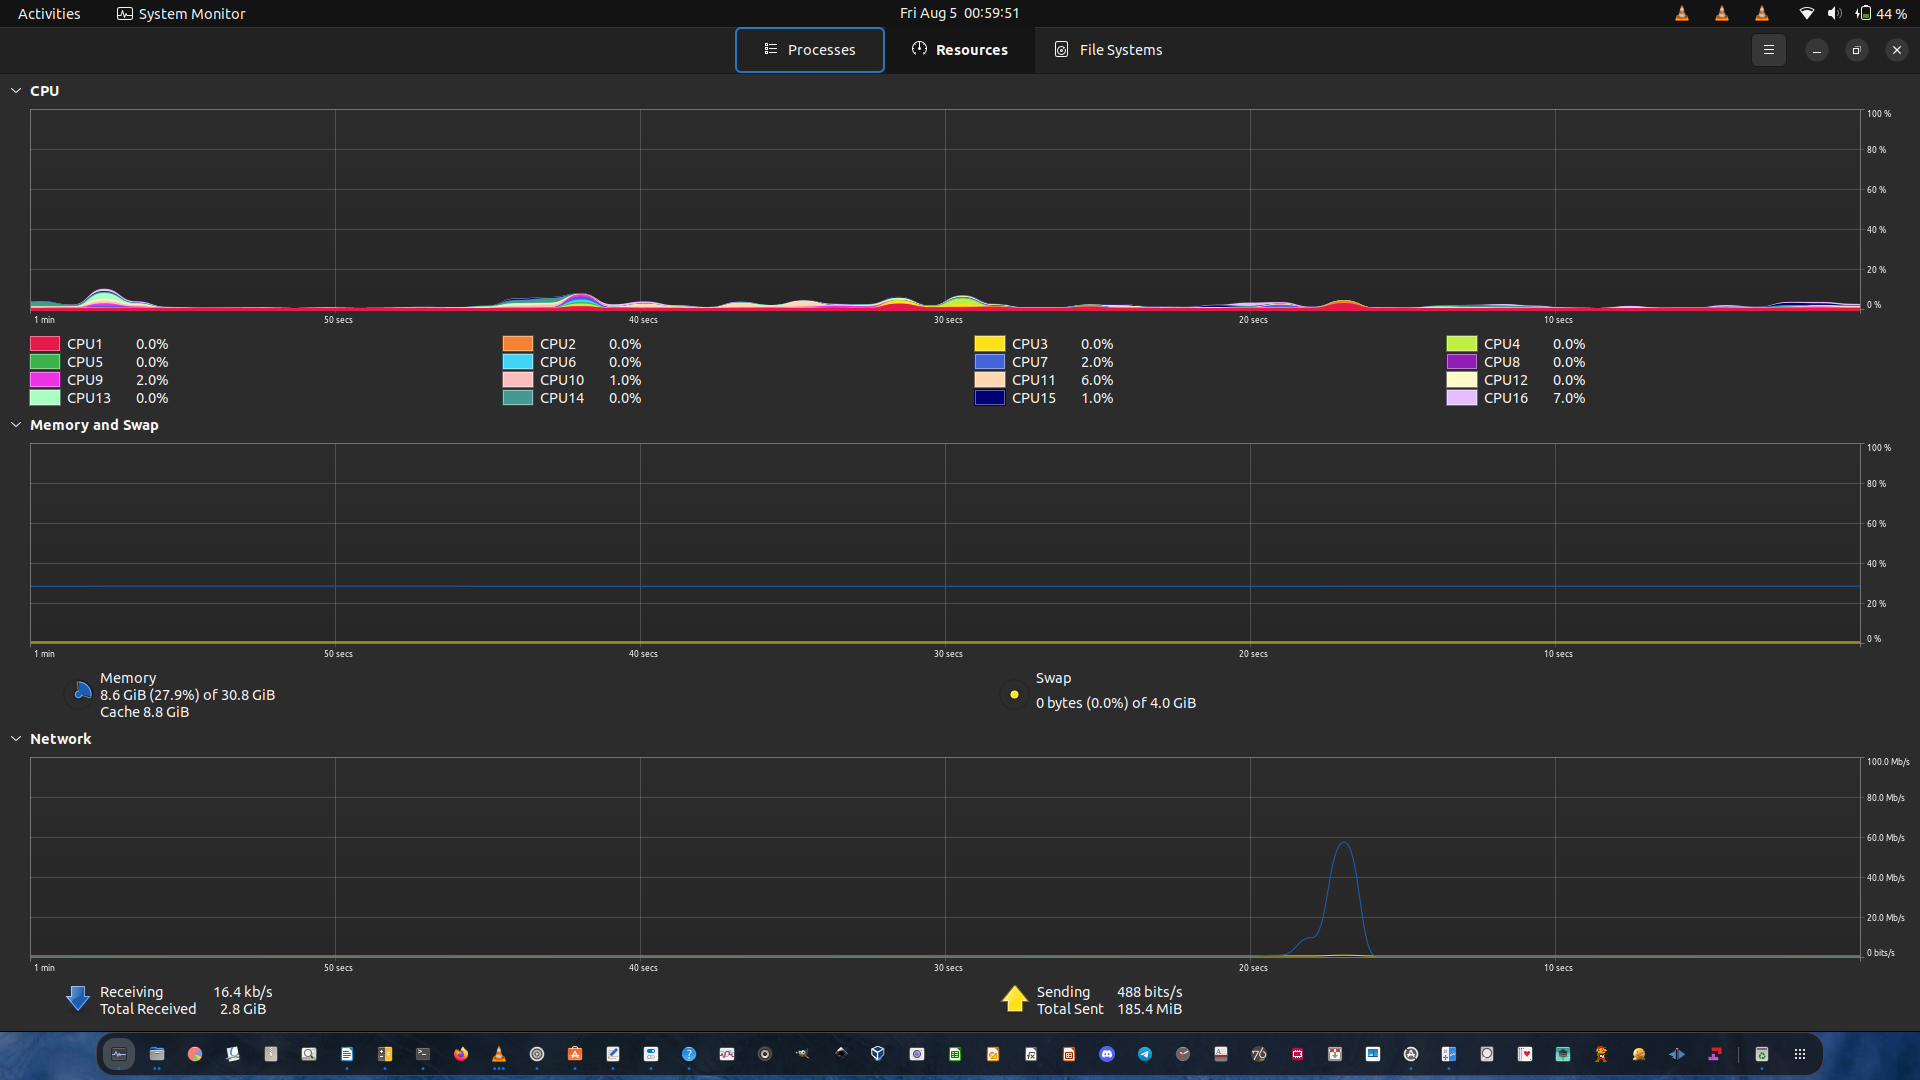 Activities System Monitor Fri Aug 5 00:59:51 44 %
Processes Resources File Systems
CPU
100 %
80 %
60 %
40 %
20 %
0 %
1 min 50 secs 40 secs 30 secs 20 secs 10 secs
CPU1 0.0% CPU2 0.0% CPU3 0.0% CPU4 0.0%
CPU5 0.0% CPU6 0.0% CPU7 2.0% CPU8 0.0%
CPU9 2.0% CPU10 1.0% CPU11 6.0% CPU12 0.0%
CPU13 0.0% CPU14 0.0% CPU15 1.0% CPU16 7.0%
Memory and Swap
100 %
80 %
60 %
40 %
20 %
0 %
1 min 50 secs 40 secs 30 secs 20 secs 10 secs
Memory Swap
8.6 GiB (27.9%) of 30.8 GiB 0 bytes (0.0%) of 4.0 GiB
Cache 8.8 GiB
Network
100.0 Mb/s
80.0 Mb/s
60.0 Mb/s
40.0 Mb/s
20.0 Mb/s
0 bits/s
1 min 50 secs 40 secs 30 secs 20 secs 10 secs
Receiving 16.4 kb/s Sending 488 bits/s
Total Received 2.8 GiB Total Sent 185.4 MiB
76